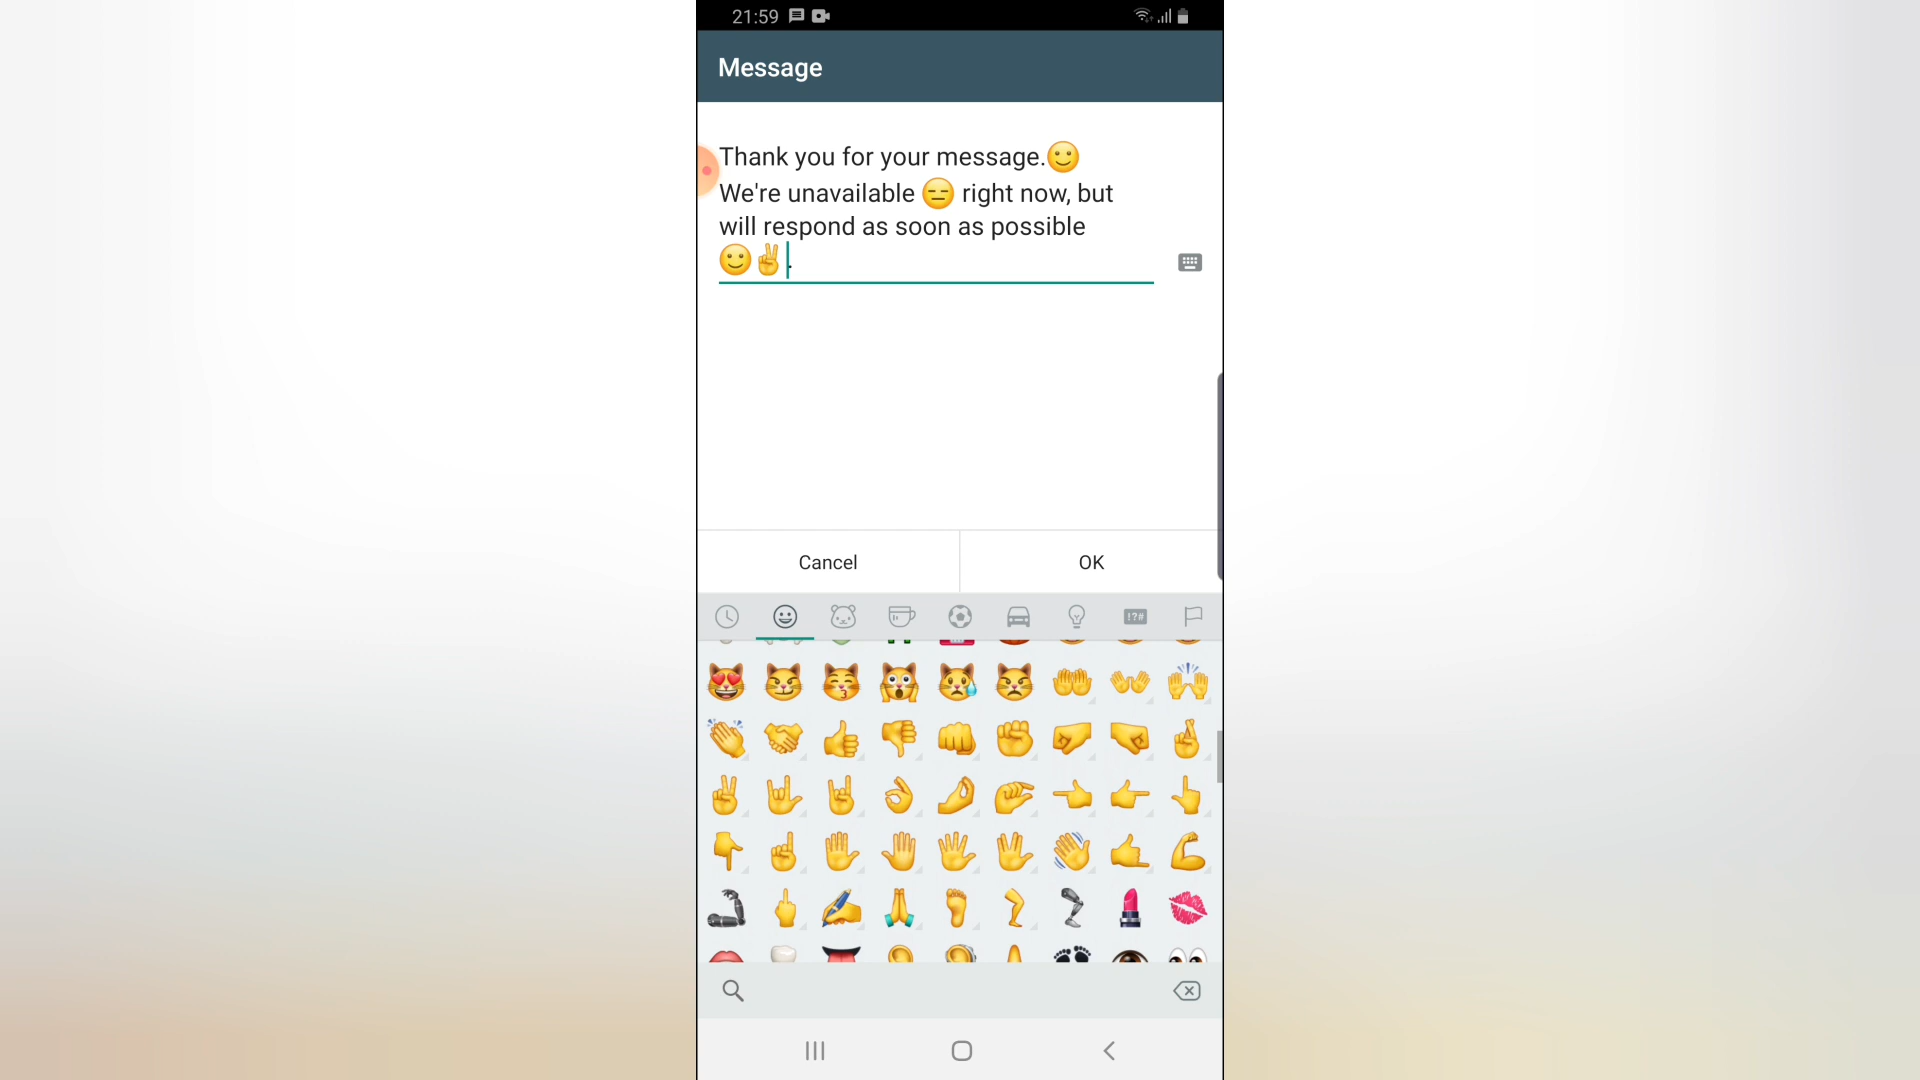 21:59
Message
Thank you for your message.🙂
We're unavailable 😑 right now, but
will respond as soon as possible
🙂✌.
Cancel
OK
!?#